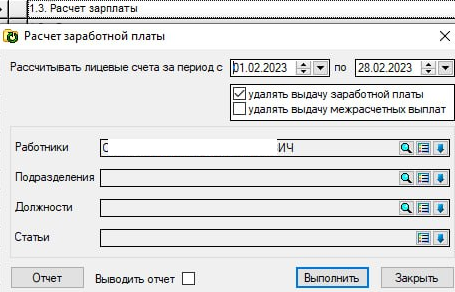 1.3. Расчет зарплаты
Расчет заработной платы
Рассчитывать лицевые счета за период с 01.02.2023 по 28.02.2023
удалять выдачу заработной платы
удалять выдачу межрасчетных выплат
Работники ИЧ
Подразделения
Должности
Статьи
Отчет Выводить отчет Выполнить Закрыть